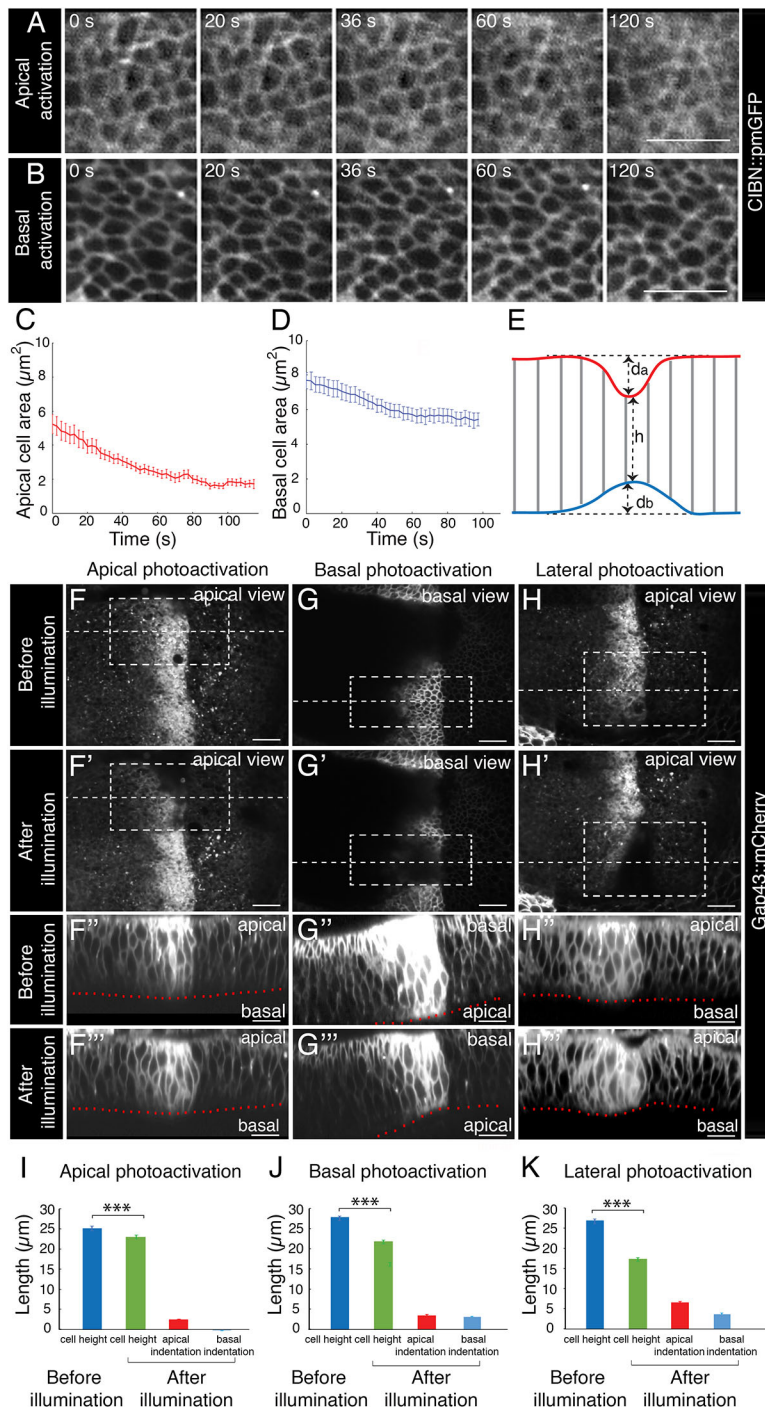 A
Apical activation
0 s
20 s
36 s
60 s
120 s
B
Basal activation
0 s
20 s
36 s
60 s
120 s
CIBN::pmGFP
C
Apical cell area (µm²)
10
8
6
4
2
0
0 20 40 60 80 100
Time (s)
D
Basal cell area (µm²)
10
8
6
4
2
0
0 20 40 60 80 100
Time (s)
E
da
h
db
Apical photoactivation
Basal photoactivation
Lateral photoactivation
Before illumination
F
apical view
G
basal view
H
apical view
After illumination
F'
apical view
G'
basal view
H'
apical view
Before illumination
F''
apical
basal
G''
basal
apical
H''
apical
basal
After illumination
F'''
apical
basal
G'''
basal
apical
H'''
apical
basal
Gap43::mCherry
I
Apical photoactivation
Length (µm)
30
25
20
15
10
5
0
***
cell height
cell height
apical indentation
basal indentation
Before illumination
After illumination
J
Basal photoactivation
Length (µm)
30
25
20
15
10
5
0
***
cell height
cell height
apical indentation
basal indentation
Before illumination
After illumination
K
Lateral photoactivation
Length (µm)
30
25
20
15
10
5
0
***
cell height
cell height
apical indentation
basal indentation
Before illumination
After illumination